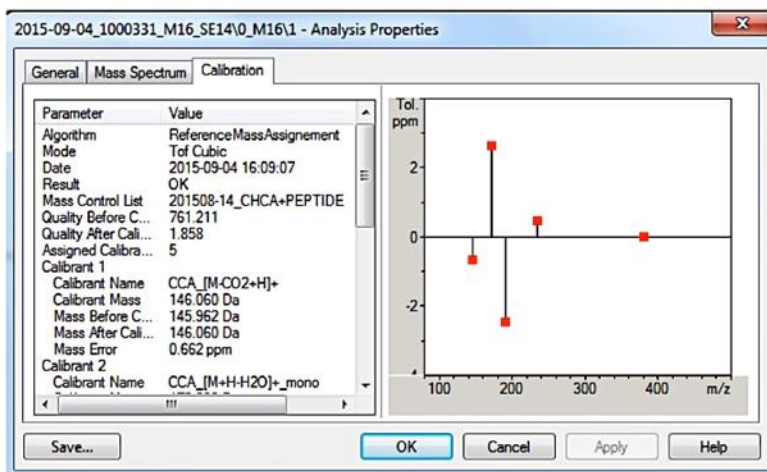 2015-09-04_1000331_M16_SE14\0_M16\1 - Analysis Properties
General Mass Spectrum Calibration
Parameter Value
Algorithm ReferenceMassAssignement
Mode Tof Cubic
Date 2015-09-04 16:09:07
Result OK
Mass Control List 201508-14_CHCA+PEPTIDE
Quality Before C... 761.211
Quality After Cali... 1.858
Assigned Calibra... 5
Calibrant 1
Calibrant Name CCA_[M-CO2+H]+
Calibrant Mass 146.060 Da
Mass Before C... 145.962 Da
Mass After Cali... 146.060 Da
Mass Error 0.662 ppm
Calibrant 2
Calibrant Name CCA_[M+H-H2O]+_mono
Tol.
ppm
2
0
-2
100 200 300 400 m/z
Save... OK Cancel Apply Help